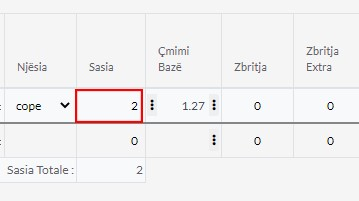 Njësia Sasia Çmimi Bazë Zbritja Zbritja Extra
cope 2 1.27 0 0
0 0 0
Sasia Totale : 2